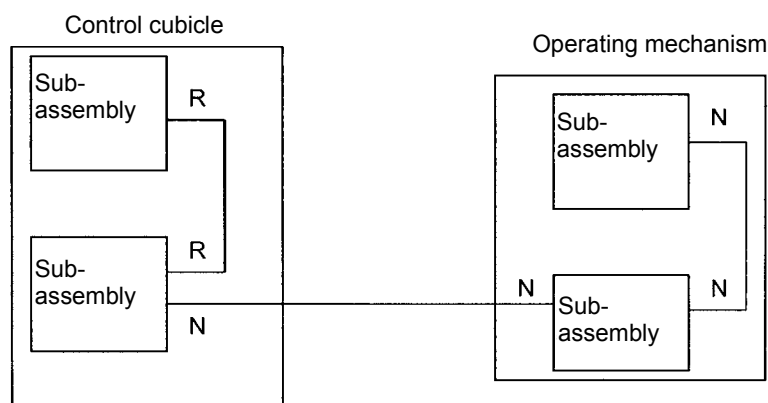 Control cubicle
Operating mechanism
Sub-
assembly
R
Sub-
assembly
N
Sub-
assembly
R
N
N
Sub-
assembly
N